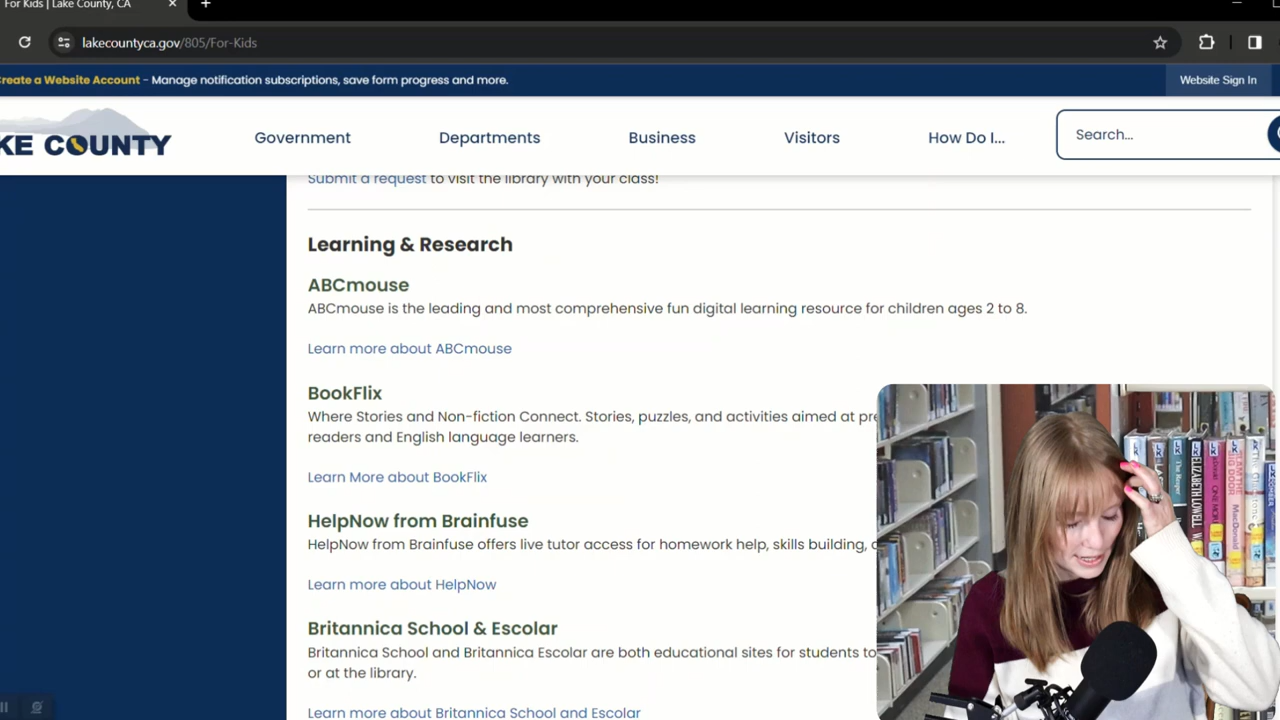 For Kids | Lake County, CA
lakecountyca.gov/805/For-Kids
reate a Website Account - Manage notification subscriptions, save form progress and more.
Website Sign In
KE COUNTY
Government
Departments
Business
Visitors
How Do I...
Search...
Submit a request to visit the library with your class!
Learning & Research
ABCmouse
ABCmouse is the leading and most comprehensive fun digital learning resource for children ages 2 to 8.
Learn more about ABCmouse
BookFlix
Where Stories and Non-fiction Connect. Stories, puzzles, and activities aimed at pre
readers and English language learners.
Learn More about BookFlix
HelpNow from Brainfuse
HelpNow from Brainfuse offers live tutor access for homework help, skills building,
Learn more about HelpNow
Britannica School & Escolar
Britannica School and Britannica Escolar are both educational sites for students to
or at the library.
Learn more about Britannica School and Escolar
ELIZABETH LOWELL
MacDonald